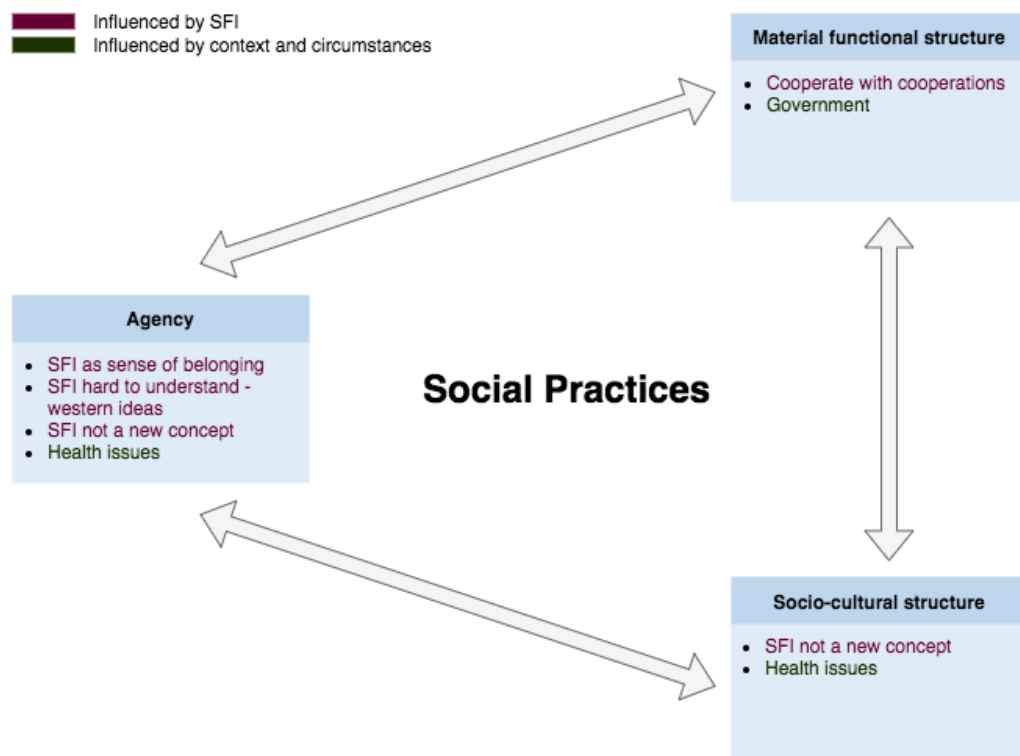 Influenced by SFI
Influenced by context and circumstances
Material functional structure
• Cooperate with cooperations
• Government
Agency
• SFI as sense of belonging
• SFI hard to understand -
western ideas
• SFI not a new concept
• Health issues
Social Practices
Socio-cultural structure
• SFI not a new concept
• Health issues